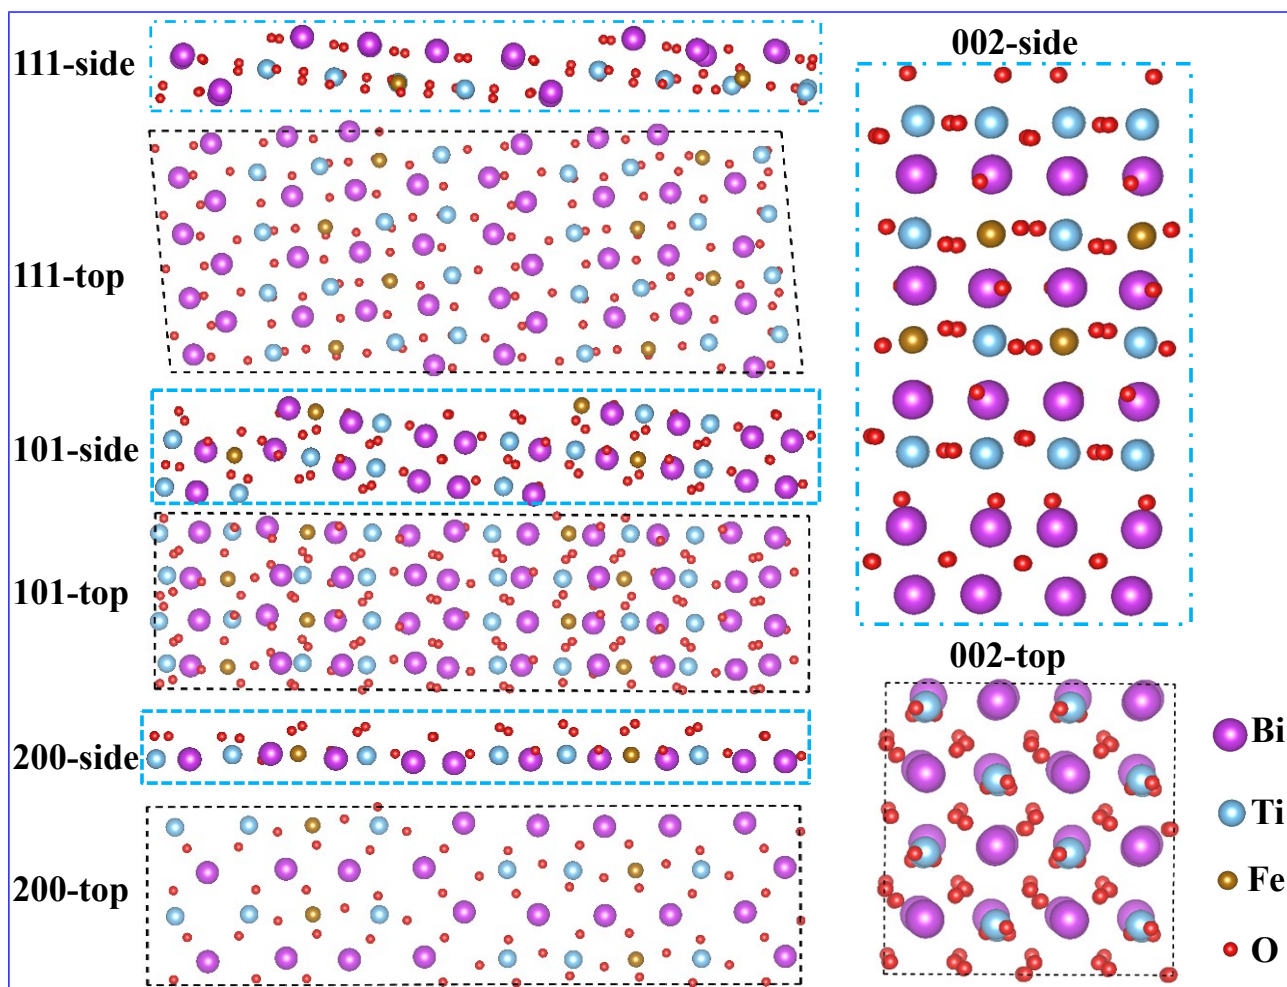 111-side
111-top
101-side
101-top
200-side
200-top
002-side
002-top
Bi
Ti
Fe
O